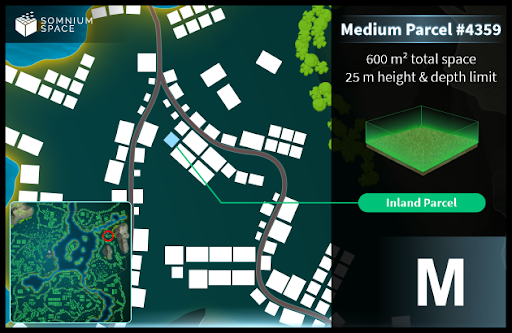 SOMNIUM
SPACE
Medium Parcel #4359
600 m² total space
25 m height & depth limit
Inland Parcel
M